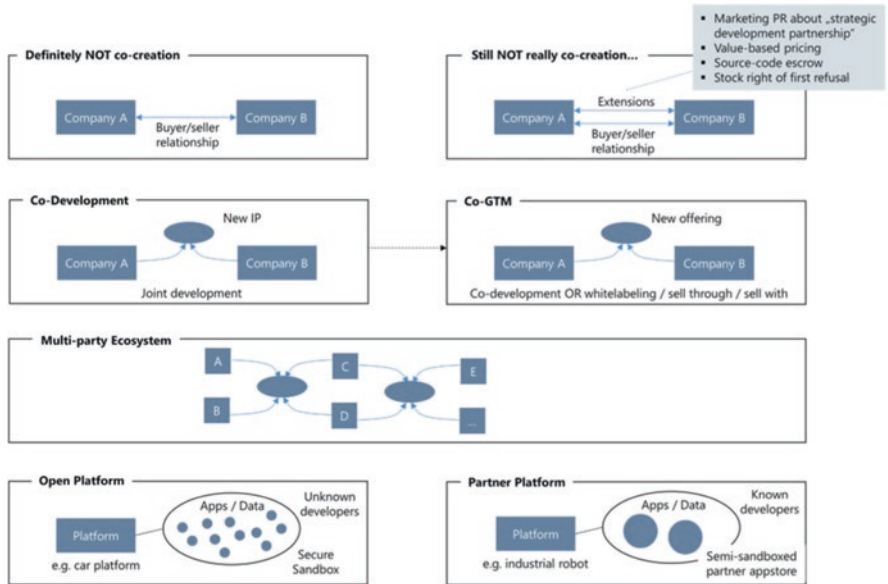 ▪ Marketing PR about „strategic
development partnership"
▪ Value-based pricing
▪ Source-code escrow
▪ Stock right of first refusal
Definitely NOT co-creation
Company A
Company B
Buyer/seller
relationship
Still NOT really co-creation...
Extensions
Company A
Company B
Buyer/seller
relationship
Co-Development
New IP
Company A
Company B
Joint development
Co-GTM
New offering
Company A
Company B
Co-development OR whitelabeling / sell through / sell with
Multi-party Ecosystem
A
C
E
B
D
...
Open Platform
Apps / Data
Unknown
developers
Platform
e.g. car platform
Secure
Sandbox
Partner Platform
Apps / Data
Known
developers
Platform
e.g. industrial robot
Semi-sandboxed
partner appstore